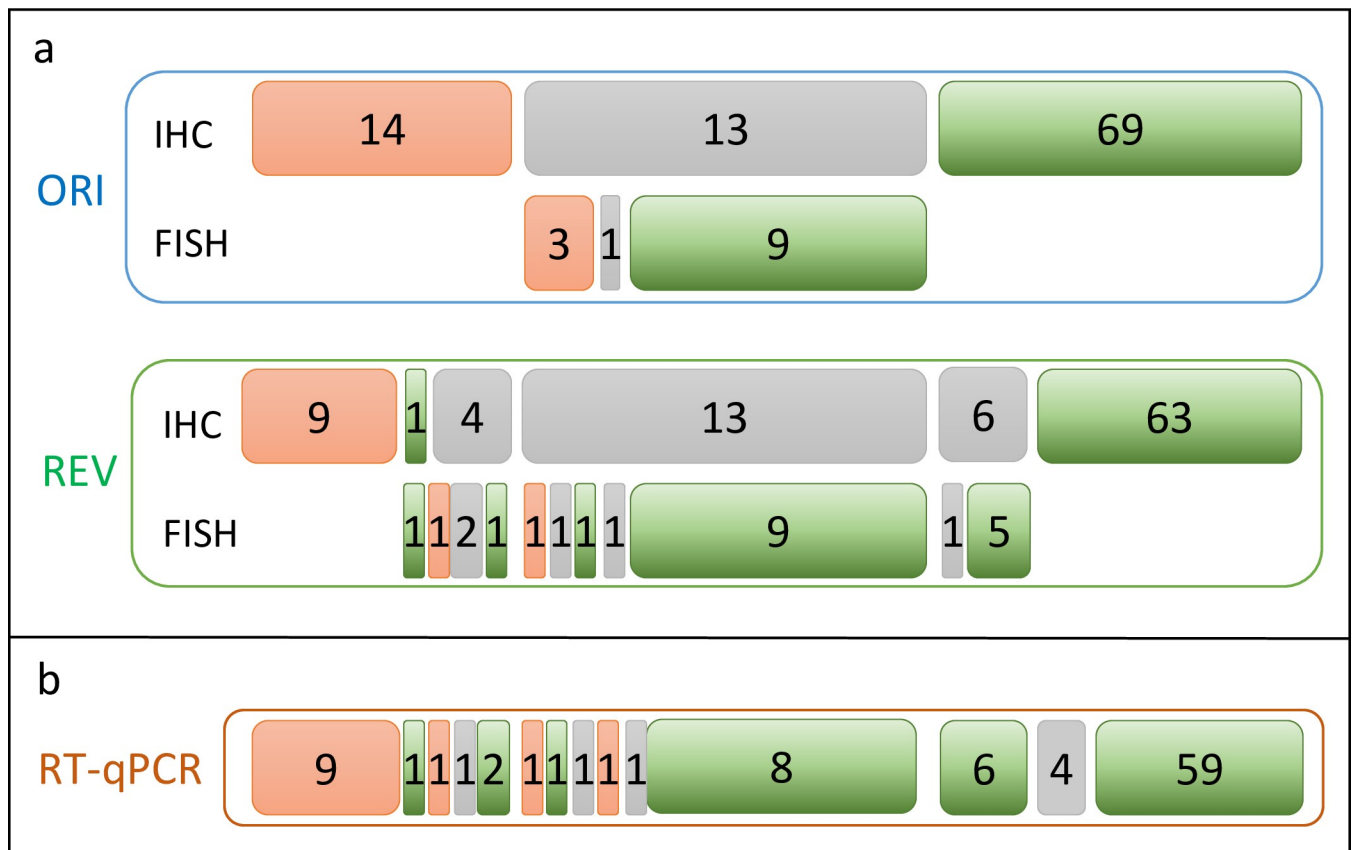 a
ORI
IHC 14 13 69
FISH 3 1 9
REV
IHC 9 1 4 13 6 63
FISH 1 1 2 1 1 1 1 1 9 1 5
b
RT-qPCR 9 1 1 1 2 1 1 1 1 1 8 6 4 59